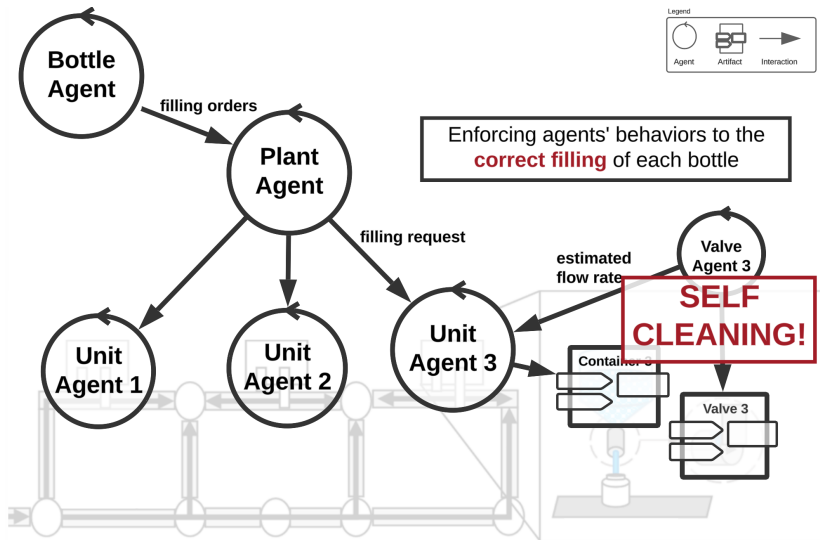 Legend
Agent
Artifact
Interaction
Bottle
Agent
filling orders
Plant
Agent
Enforcing agents' behaviors to the
correct filling of each bottle
filling request
estimated
flow rate
Valve
Agent 3
SELF
CLEANING!
Unit
Agent 1
Unit
Agent 2
Unit
Agent 3
Container 3
Valve 3